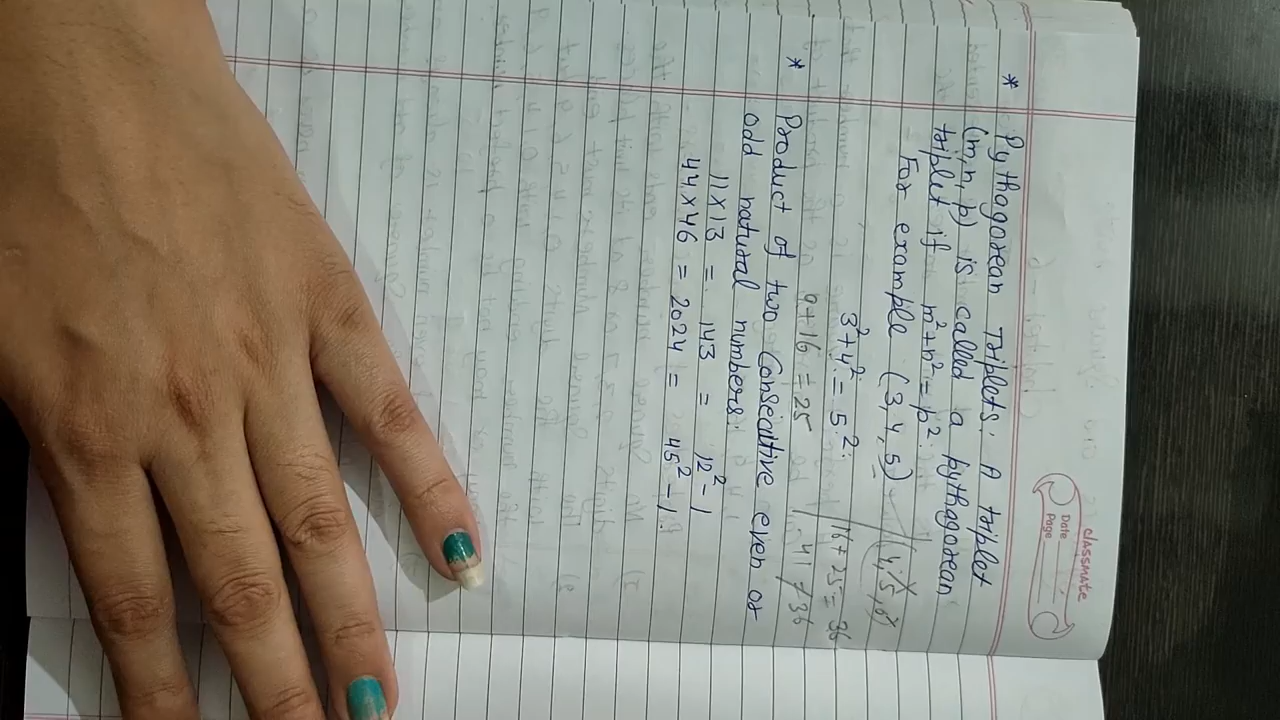 classmate
Date
Page
* Pythagorean Triplets: A triplet
(m, n, p) is called a pythagorean
triplet if m²+n²=p².
For example (3,4,5)
(4,5,6)
3²+4² = 5².
16+25=36
9+16 = 25
41≠36
* Product of two Consecutive even or
odd natural numbers:
11×13 = 143 = 12²-1
44×46 = 2024 = 45²-1.